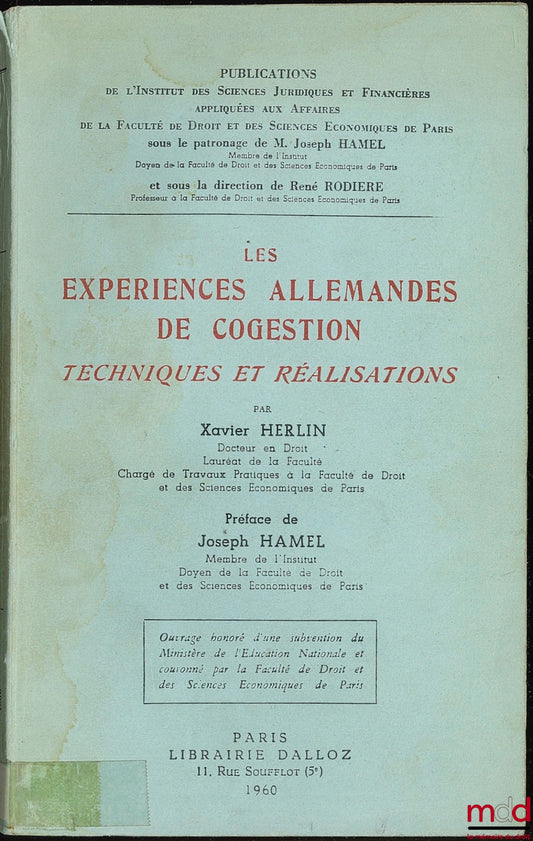 PUBLICATIONS
DE L'INSTITUT DES SCIENCES JURIDIQUES ET FINANCIÈRES
APPLIQUÉES AUX AFFAIRES
DE LA FACULTÉ DE DROIT ET DES SCIENCES ECONOMIQUES DE PARIS
sous le patronage de M. Joseph HAMEL
Membre de l'Institut
Doyen de la Faculté de Droit et des Sciences Economiques de Paris
et sous la direction de René RODIERE
Professeur à la Faculté de Droit et des Sciences Economiques de Paris
LES
EXPERIENCES ALLEMANDES
DE COGESTION
TECHNIQUES ET RÉALISATIONS
PAR
Xavier HERLIN
Docteur en Droit
Lauréat de la Faculté
Chargé de Travaux Pratiques à la Faculté de Droit
et des Sciences Economiques de Paris
Préface de
Joseph HAMEL
Membre de l'Institut
Doyen de la Faculté de Droit
et des Sciences Economiques de Paris
Ouvrage honoré d'une subvention du
Ministère de l'Education Nationale et
couronné par la Faculté de Droit et
des Sciences Economiques de Paris
PARIS
LIBRAIRIE DALLOZ
11, RUE SOUFFLOT (5e)
1960
mdd